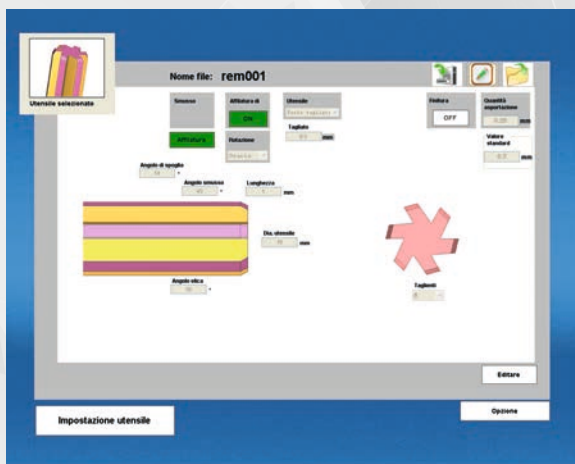 Nome file: rem001
Utensile selezionato
Smusso
Affilatura di
ON
Utensile
Finitura
OFF
Quantità asportazione
mm
Affilatura
Rotazione
Tagliato
mm
Valore standard
mm
Angolo di spoglia
°
Angolo smusso
°
Lunghezza
mm
Dia. utensile
mm
Angolo elica
°
Taglienti
6
Editare
Opzione
Impostazione utensile